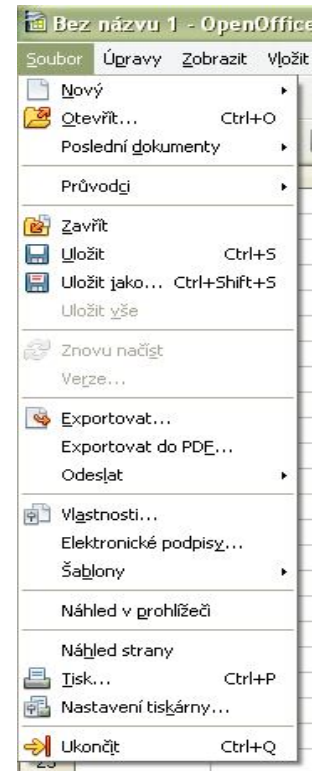 Bez názvu 1 - OpenOffice
Soubor Úpravy Zobrazit Vložit
Nový
Otevřít... Ctrl+O
Poslední dokumenty
Průvodci
Zavřít
Uložit Ctrl+S
Uložit jako... Ctrl+Shift+S
Uložit vše
Znovu načíst
Verze...
Exportovat...
Exportovat do PDF...
Odeslat
Vlastnosti...
Elektronické podpisy...
Šablony
Náhled v prohlížeči
Náhled strany
Tisk... Ctrl+P
Nastavení tiskárny...
Ukončit Ctrl+Q